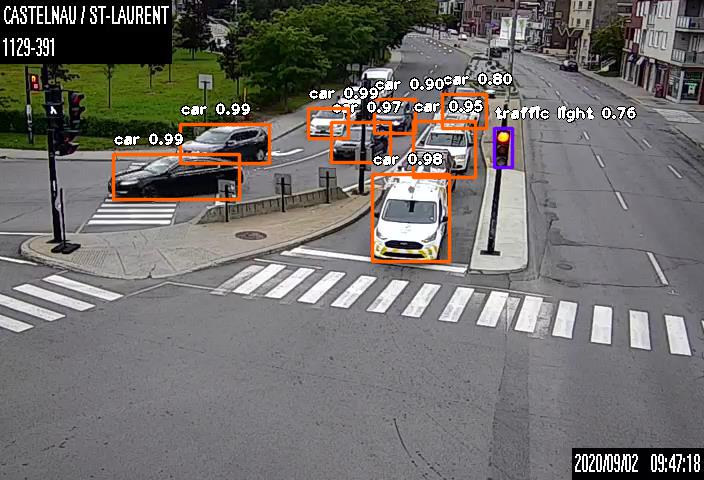 CASTELNAU / ST-LAURENT
1129-391
car 0.80
car 0.90
car 0.99
car 0.97
car 0.95
car 0.99
traffic light 0.76
car 0.99
car 0.98
2020/09/02 09:47:18